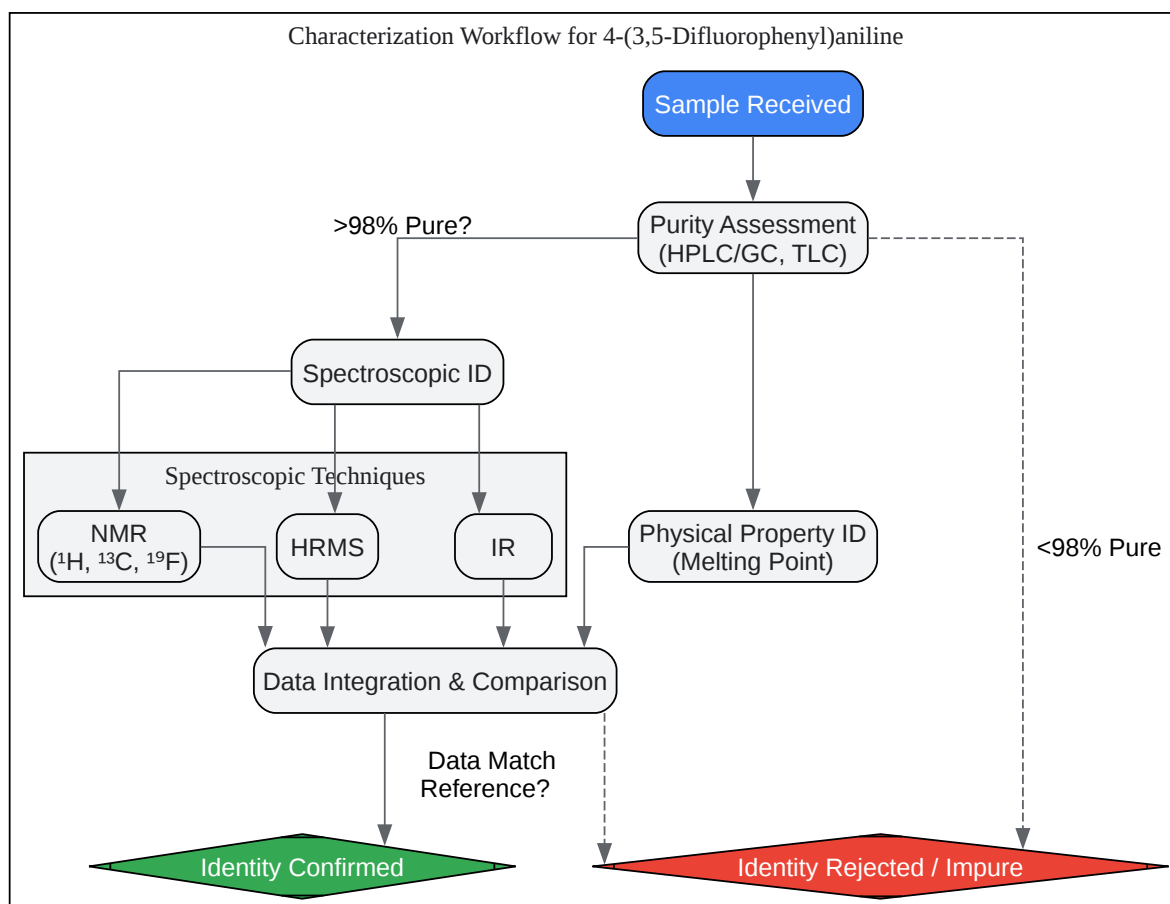 Characterization Workflow for 4-(3,5-Difluorophenyl)aniline
Sample Received
Purity Assessment
(HPLC/GC, TLC)
>98% Pure?
Spectroscopic ID
Spectroscopic Techniques
NMR
(¹H, ¹³C, ¹⁹F)
HRMS
IR
Physical Property ID
(Melting Point)
<98% Pure
Data Integration & Comparison
Data Match
Reference?
Identity Confirmed
Identity Rejected / Impure